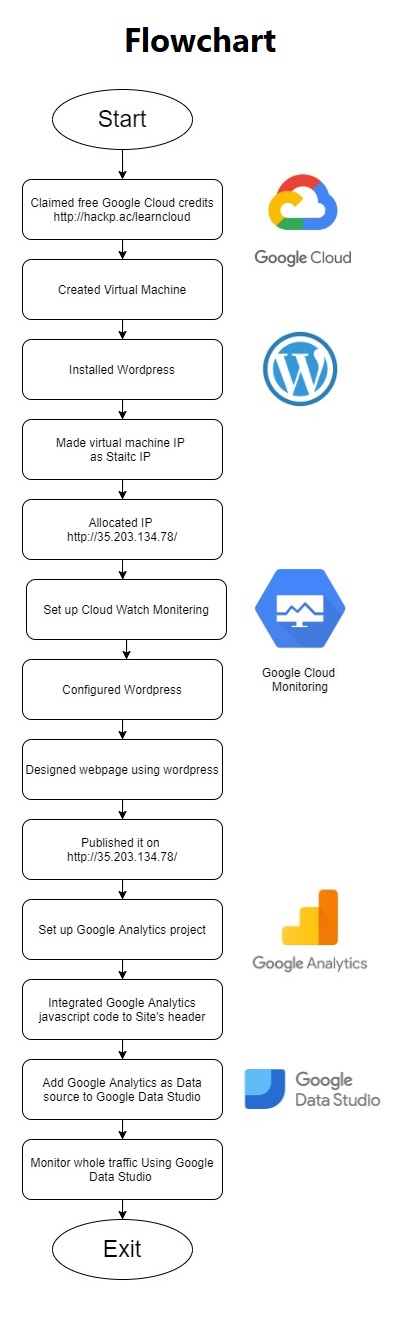 Flowchart
Start
Claimed free Google Cloud credits
http://hackp.ac/learncloud
Google Cloud
Created Virtual Machine
Installed Wordpress
W
Made virtual machine IP
as Staitc IP
Allocated IP
http://35.203.134.78/
Set up Cloud Watch Monitering
Google Cloud
Monitoring
Configured Wordpress
Designed webpage using wordpress
Published it on
http://35.203.134.78/
Set up Google Analytics project
Google Analytics
Integrated Google Analytics
javascript code to Site's header
Add Google Analytics as Data
source to Google Data Studio
Google
Data Studio
Monitor whole traffic Using Google
Data Studio
Exit